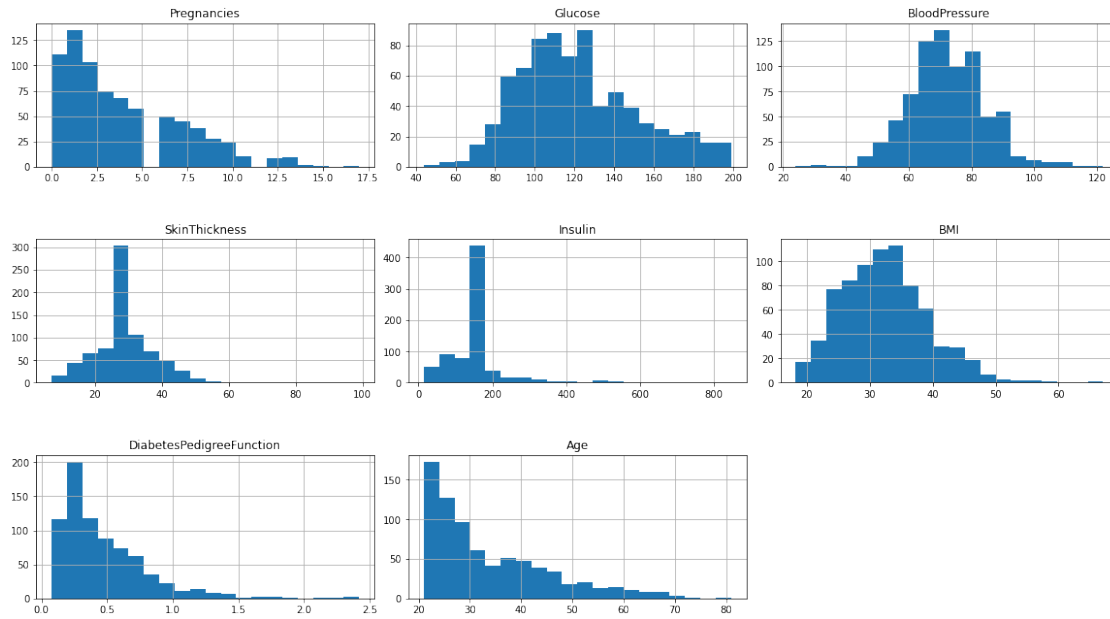 Pregnancies
125
100
75
50
25
0
0.0 2.5 5.0 7.5 10.0 12.5 15.0 17.5
Glucose
80
60
40
20
0
40 60 80 100 120 140 160 180 200
BloodPressure
125
100
75
50
25
0
20 40 60 80 100 120
SkinThickness
300
250
200
150
100
50
0
20 40 60 80 100
Insulin
400
300
200
100
0
0 200 400 600 800
BMI
100
80
60
40
20
0
20 30 40 50 60
DiabetesPedigreeFunction
200
150
100
50
0
0.0 0.5 1.0 1.5 2.0 2.5
Age
150
100
50
0
20 30 40 50 60 70 80